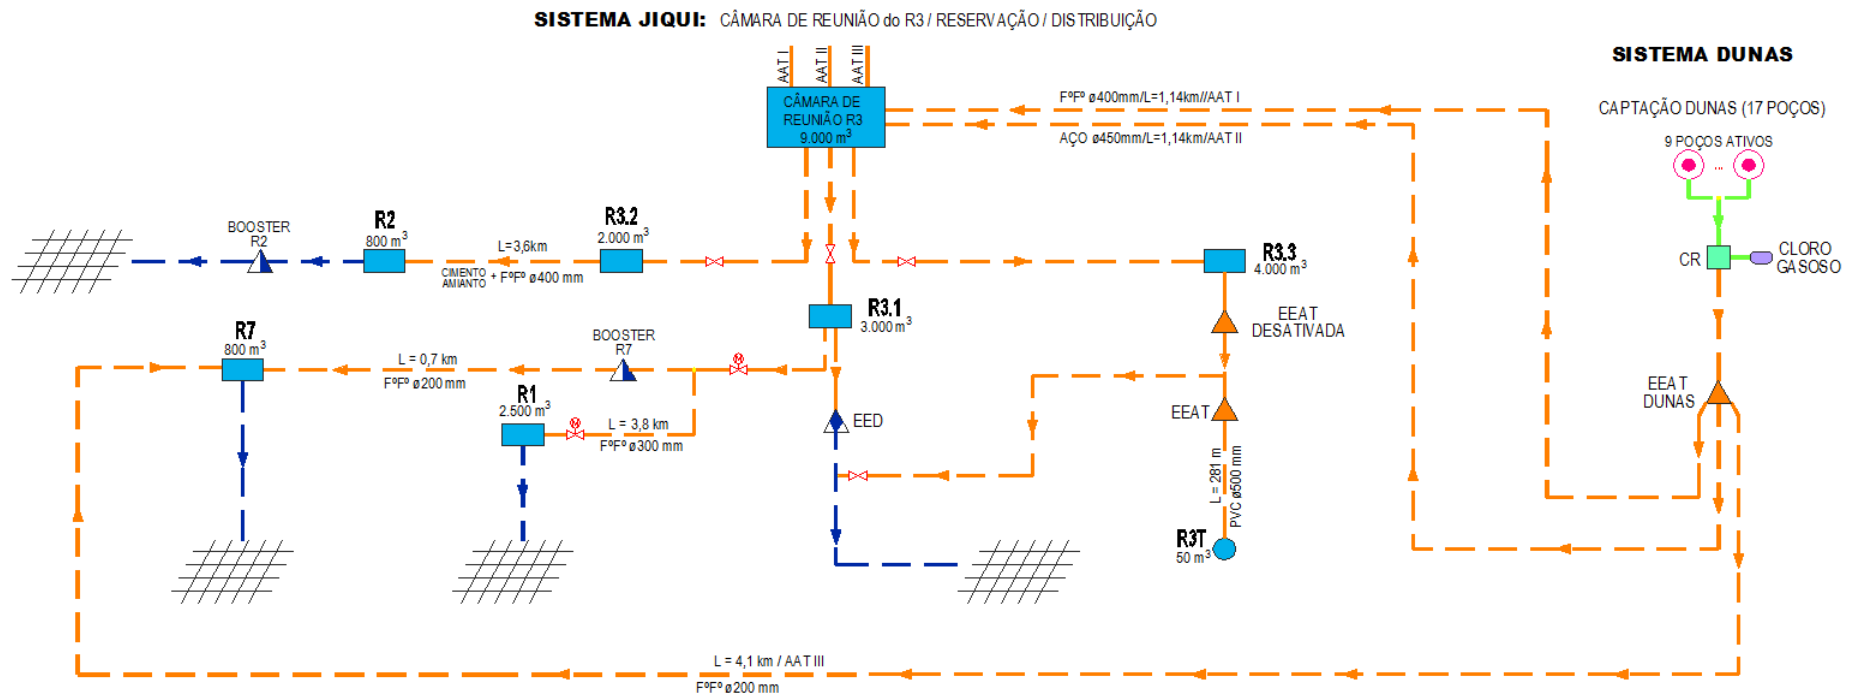 SISTEMA JIQUI: CÂMARA DE REUNIÃO do R3 / RESERVAÇÃO / DISTRIBUIÇÃO
SISTEMA DUNAS
AAT I
AAT II
AAT III
CÂMARA DE
REUNIÃO R3
9.000 m³
FºFº ø400mm/L=1,14km//AAT I
AÇO ø450mm/L=1,14km/AAT II
CAPTAÇÃO DUNAS (17 POÇOS)
9 POÇOS ATIVOS
...
BOOSTER
R2
R2
800 m³
L=3,6km
CIMENTO
AMIANTO + FºFº ø400 mm
R3.2
2.000 m³
R3.3
4.000 m³
CR
CLORO
GASOSO
R3.1
3.000 m³
EEAT
DESATIVADA
R7
800 m³
L = 0,7 km
FºFº ø200 mm
BOOSTER
R7
M
R1
2.500 m³
M
L = 3,8 km
FºFº ø300 mm
EED
EEAT
EEAT
DUNAS
L = 281 m
PVC ø500 mm
R3T
50 m³
L = 4,1 km / AAT III
FºFº ø200 mm